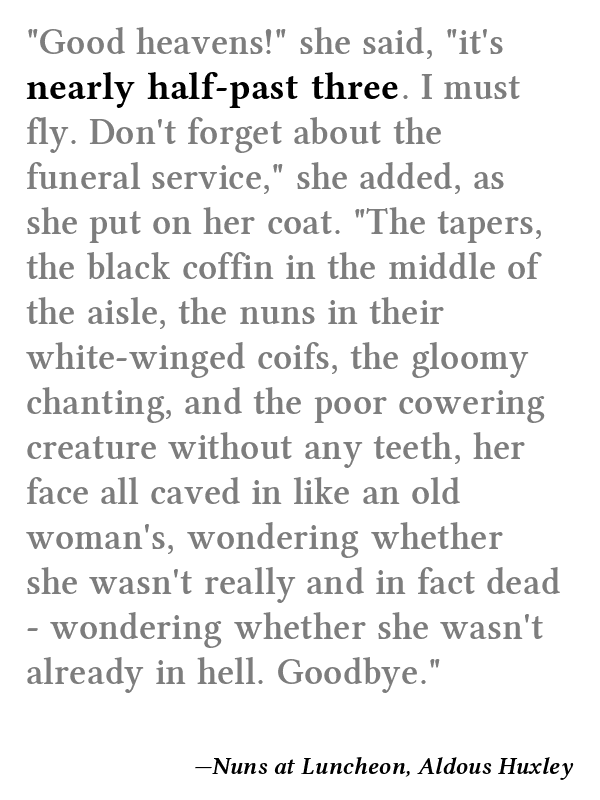 "Good heavens!" she said, "it's
nearly half-past three. I must
fly. Don't forget about the
funeral service," she added, as
she put on her coat. "The tapers,
the black coffin in the middle of
the aisle, the nuns in their
white-winged coifs, the gloomy
chanting, and the poor cowering
creature without any teeth, her
face all caved in like an old
woman's, wondering whether
she wasn't really and in fact dead
- wondering whether she wasn't
already in hell. Goodbye."
—Nuns at Luncheon, Aldous Huxley